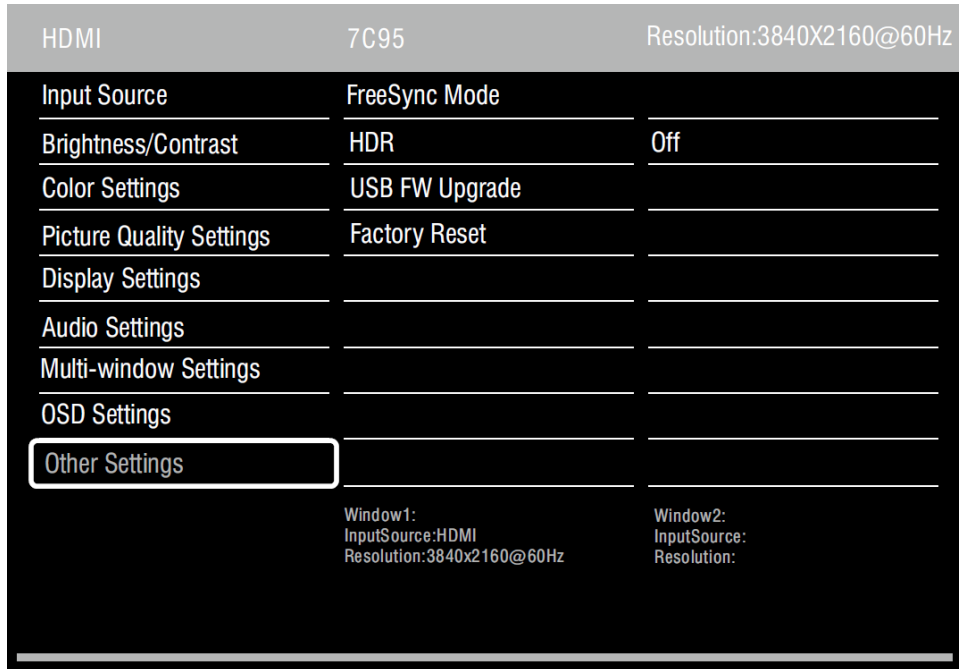 HDMI 7C95 Resolution:3840X2160@60Hz
Input Source FreeSync Mode
Brightness/Contrast HDR Off
Color Settings USB FW Upgrade
Picture Quality Settings Factory Reset
Display Settings
Audio Settings
Multi-window Settings
OSD Settings
Other Settings
Window1: Window2:
InputSource:HDMI InputSource:
Resolution:3840x2160@60Hz Resolution: